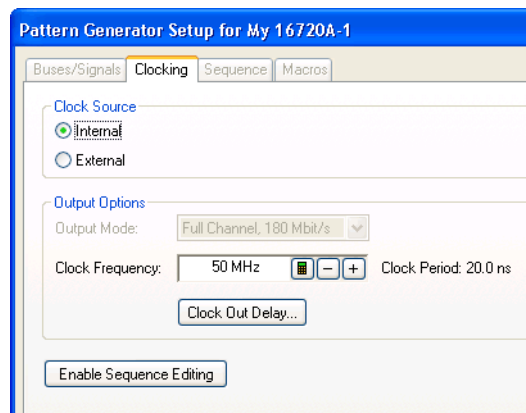 Pattern Generator Setup for My 16720A-1
Buses/Signals Clocking Sequence Macros
Clock Source
Internal
External
Output Options
Output Mode: Full Channel, 180 Mbit/s
Clock Frequency: 50 MHz − + Clock Period: 20.0 ns
Clock Out Delay...
Enable Sequence Editing